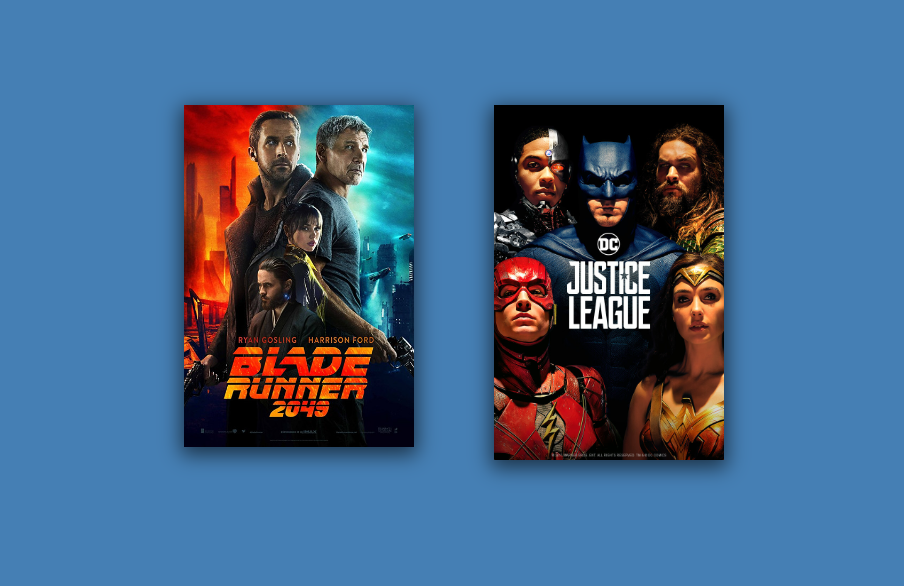 RYAN GOSLING HARRISON FORD
BLADE
RUNNER
2049
DC
JUSTICE
LEAGUE